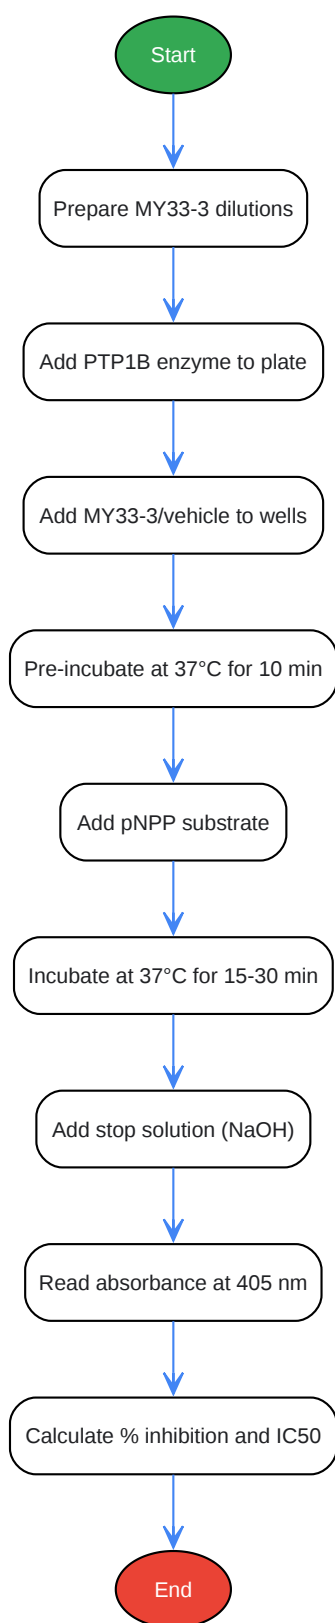 Start
Prepare MY33-3 dilutions
Add PTP1B enzyme to plate
Add MY33-3/vehicle to wells
Pre-incubate at 37°C for 10 min
Add pNPP substrate
Incubate at 37°C for 15-30 min
Add stop solution (NaOH)
Read absorbance at 405 nm
Calculate % inhibition and IC50
End